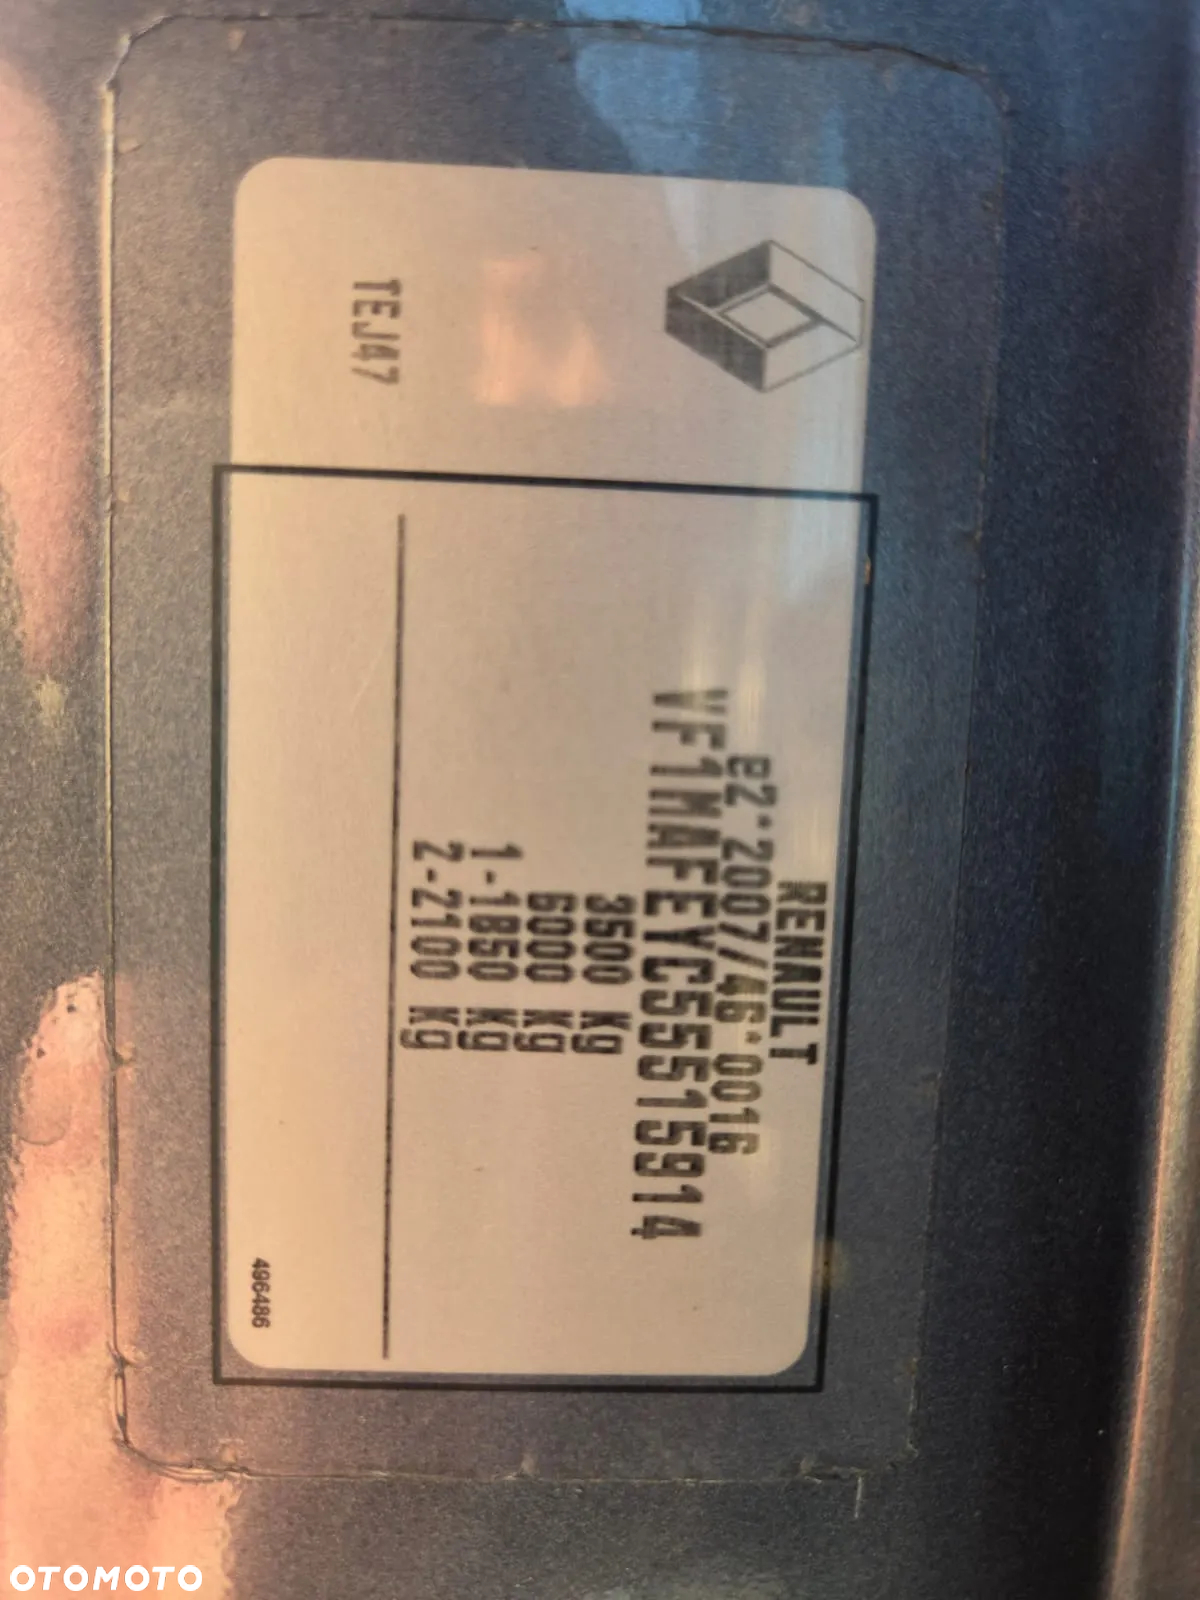 RENAULT
e2*2007/46*0016
VF1MAFEYC55515914
3500 kg
6000 kg
1-1850 kg
2-2100 kg
TEJ47
496486
OTOMOTO